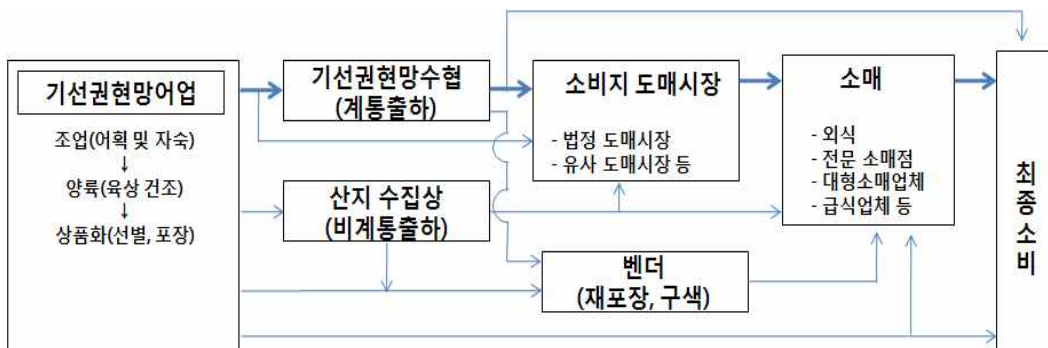 기선권현망어업
조업(어획 및 자숙)
↓
양륙(육상 건조)
↓
상품화(선별, 포장)
기선권현망수협
(계통출하)
산지 수집상
(비계통출하)
소비지 도매시장
- 법정 도매시장
- 유사 도매시장 등
벤더
(재포장, 구색)
소매
- 외식
- 전문 소매점
- 대형소매업체
- 급식업체 등
최종소비